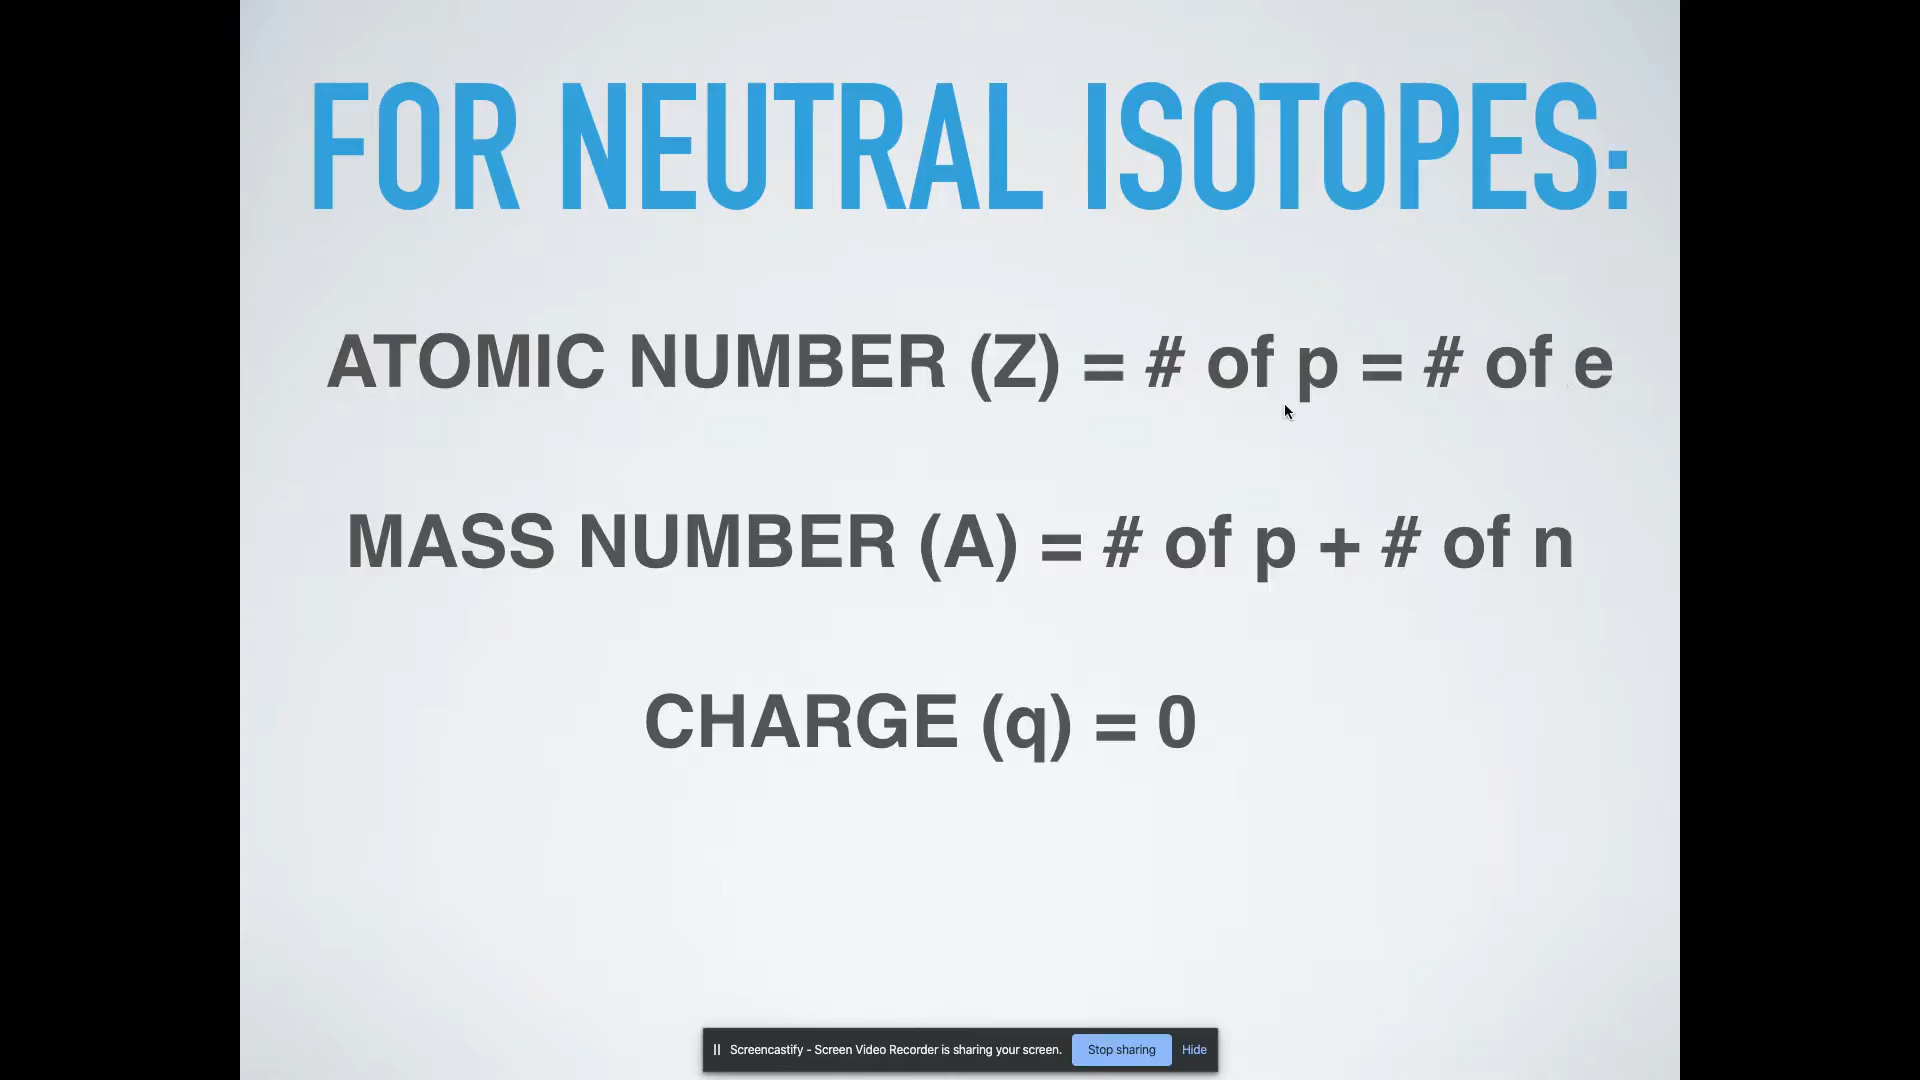 FOR NEUTRAL ISOTOPES:
ATOMIC NUMBER (Z) = # of p = # of e
MASS NUMBER (A) = # of p + # of n
CHARGE (q) = 0
Screencastify - Screen Video Recorder is sharing your screen. Stop sharing Hide